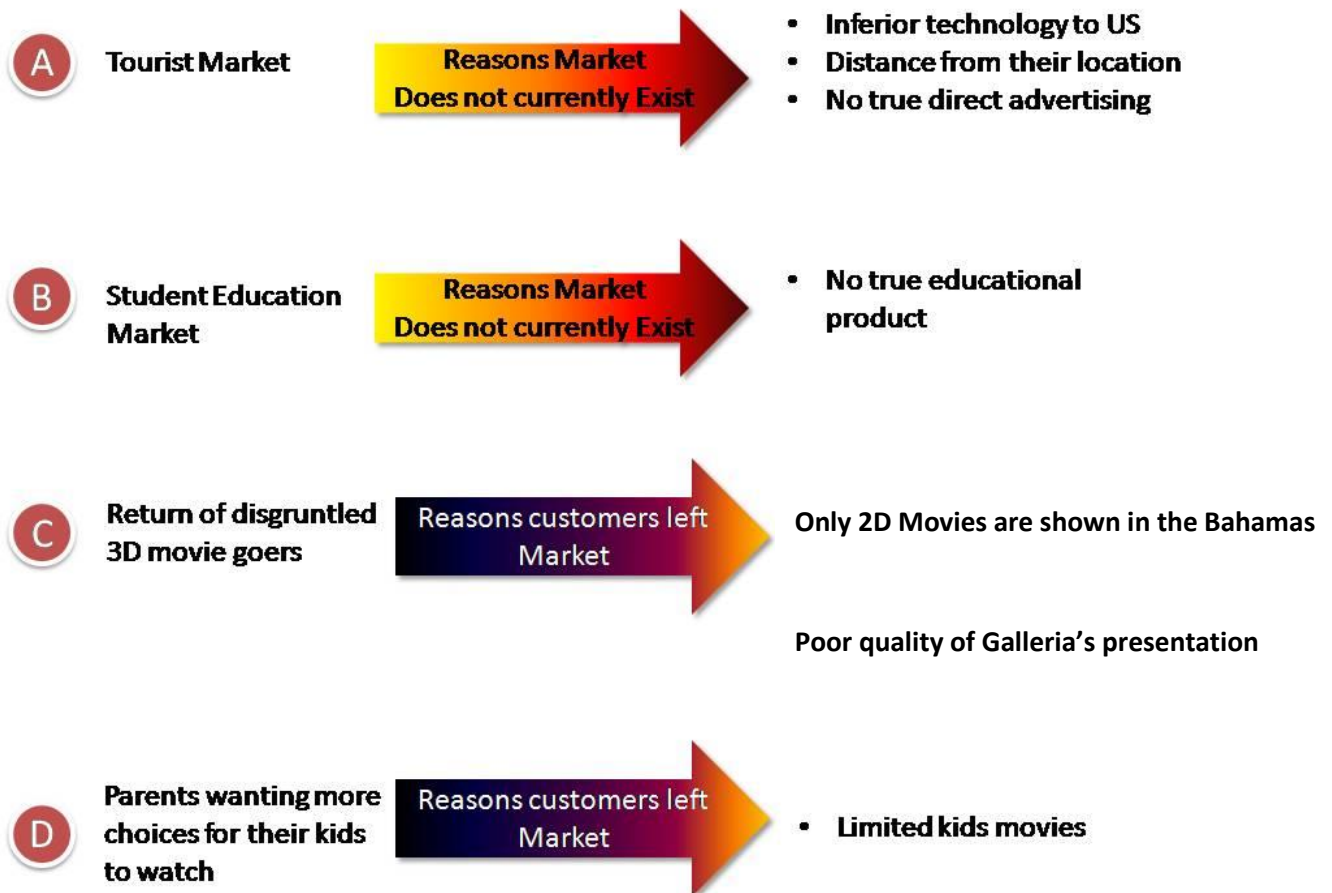 A
Tourist Market
Reasons Market
Does not currently Exist
• Inferior technology to US
• Distance from their location
• No true direct advertising
B
Student Education
Market
Reasons Market
Does not currently Exist
• No true educational
product
C
Return of disgruntled
3D movie goers
Reasons customers left
Market
Only 2D Movies are shown in the Bahamas
Poor quality of Galleria’s presentation
D
Parents wanting more
choices for their kids
to watch
Reasons customers left
Market
• Limited kids movies